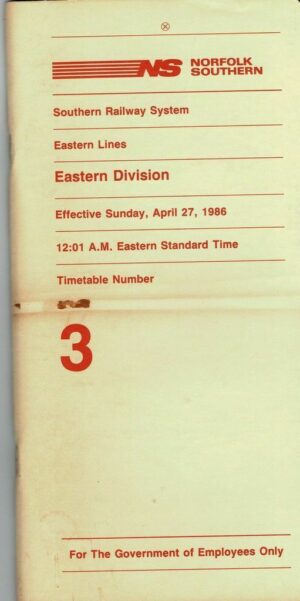 NS NORFOLK
SOUTHERN
Southern Railway System
Eastern Lines
Eastern Division
Effective Sunday, April 27, 1986
12:01 A.M. Eastern Standard Time
Timetable Number
3
For The Government of Employees Only